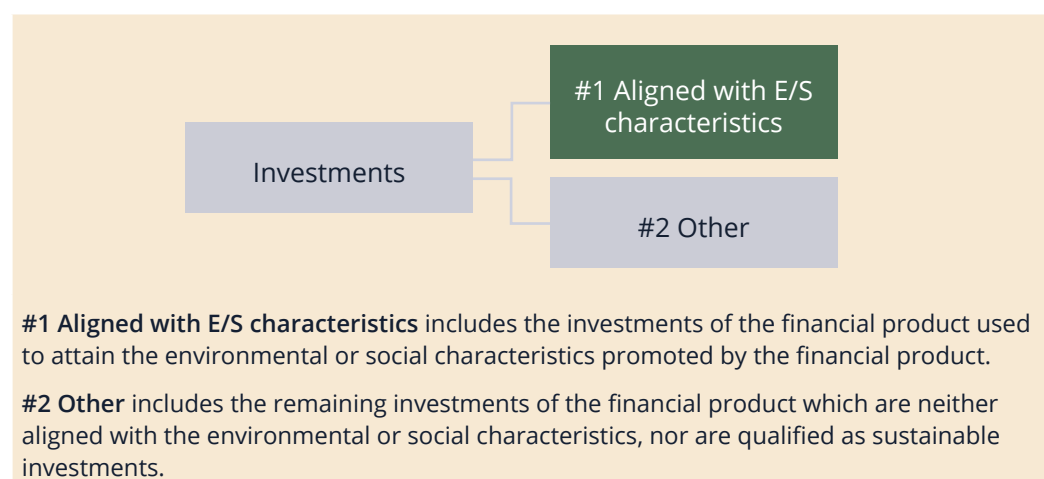 #1 Aligned with E/S
characteristics
Investments
#2 Other
#1 Aligned with E/S characteristics includes the investments of the financial product used
to attain the environmental or social characteristics promoted by the financial product.
#2 Other includes the remaining investments of the financial product which are neither
aligned with the environmental or social characteristics, nor are qualified as sustainable
investments.